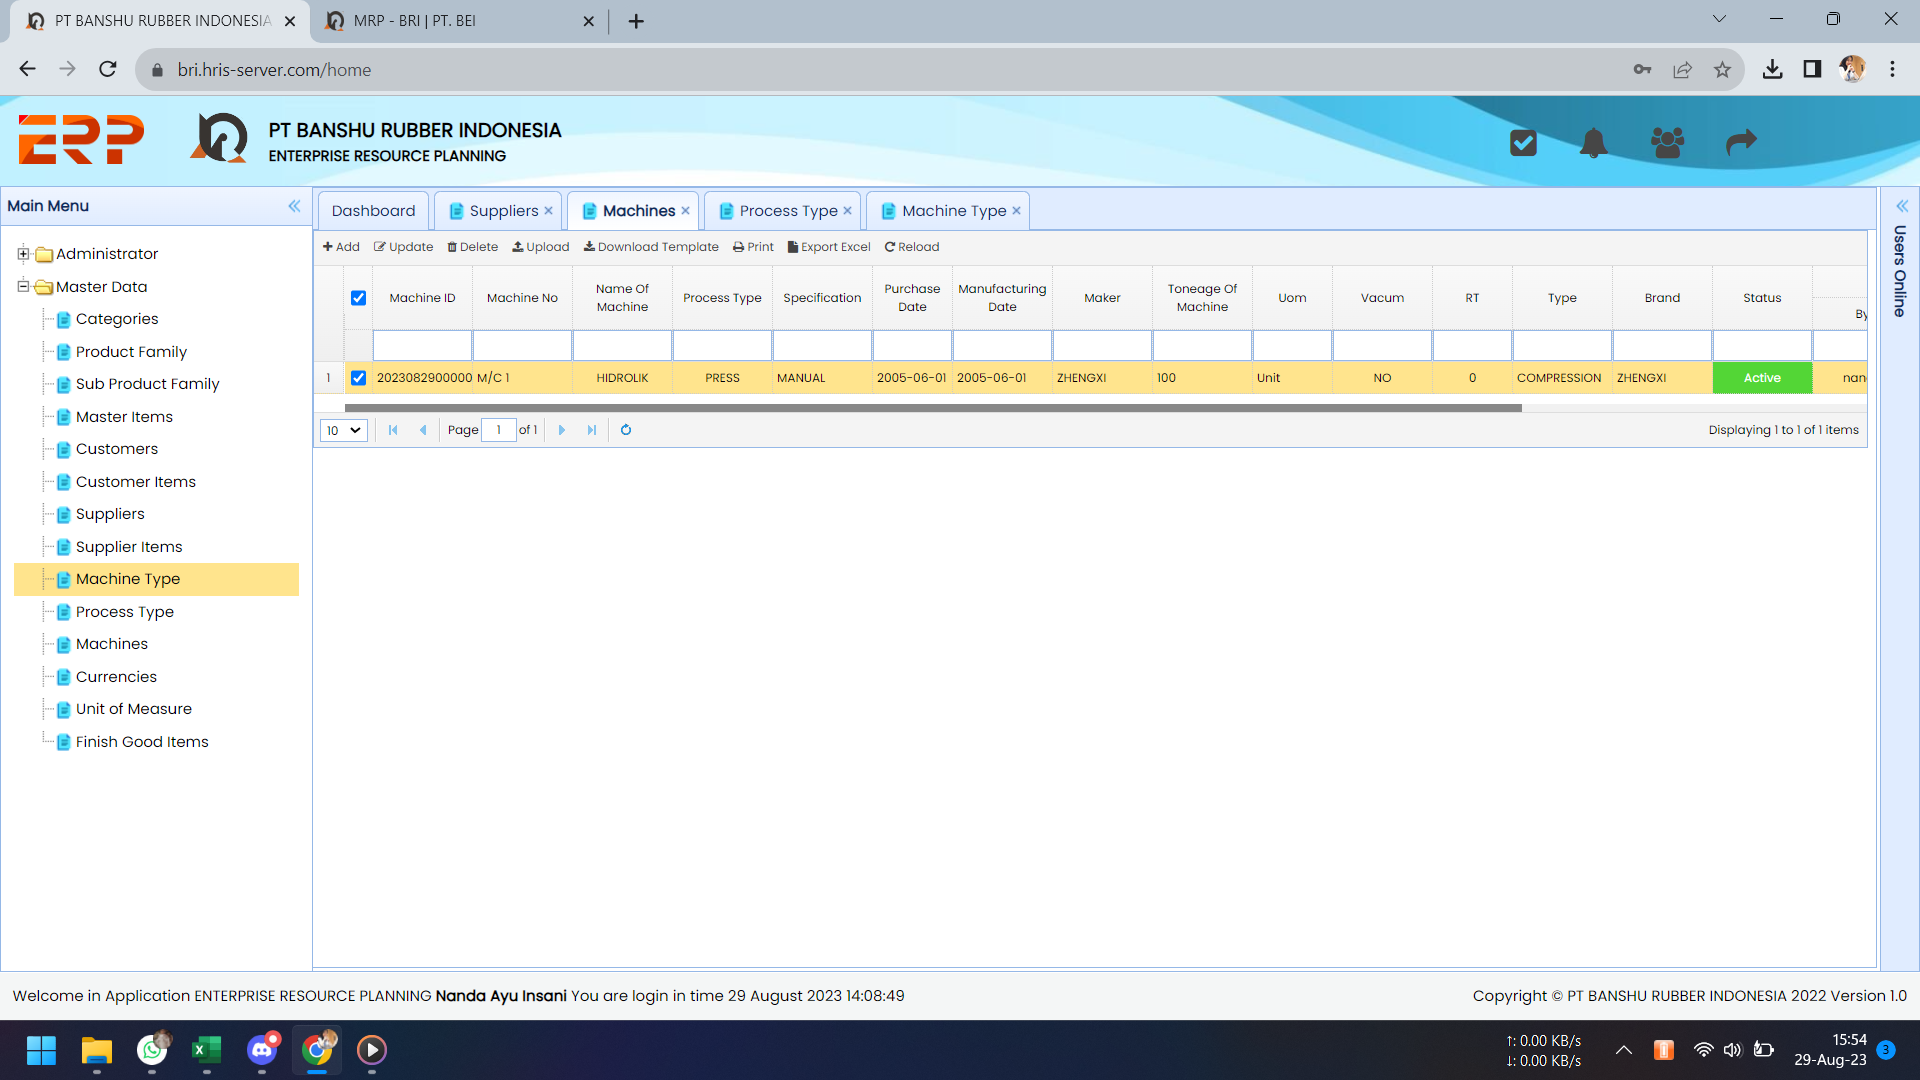 PT BANSHU RUBBER INDONESIA
MRP - BRI | PT. BEI
bri.hris-server.com/home
ERP
PT BANSHU RUBBER INDONESIA
ENTERPRISE RESOURCE PLANNING
Main Menu
Dashboard Suppliers Machines Process Type Machine Type
Users Online
Add Update Delete Upload Download Template Print Export Excel Reload
Administrator
Master Data
Categories
Product Family
Sub Product Family
Master Items
Customers
Customer Items
Suppliers
Supplier Items
Machine Type
Process Type
Machines
Currencies
Unit of Measure
Finish Good Items
Machine ID Machine No Name Of Machine Process Type Specification Purchase Date Manufacturing Date Maker Toneage Of Machine Uom Vacum RT Type Brand Status By
1 2023082900000 M/C 1 HIDROLIK PRESS MANUAL 2005-06-01 2005-06-01 ZHENGXI 100 Unit NO 0 COMPRESSION ZHENGXI Active nan
10 Page 1 of 1 Displaying 1 to 1 of 1 items
Welcome in Application ENTERPRISE RESOURCE PLANNING Nanda Ayu Insani You are login in time 29 August 2023 14:08:49
Copyright © PT BANSHU RUBBER INDONESIA 2022 Version 1.0
↑: 0.00 KB/s
↓: 0.00 KB/s
15:54
29-Aug-23
3